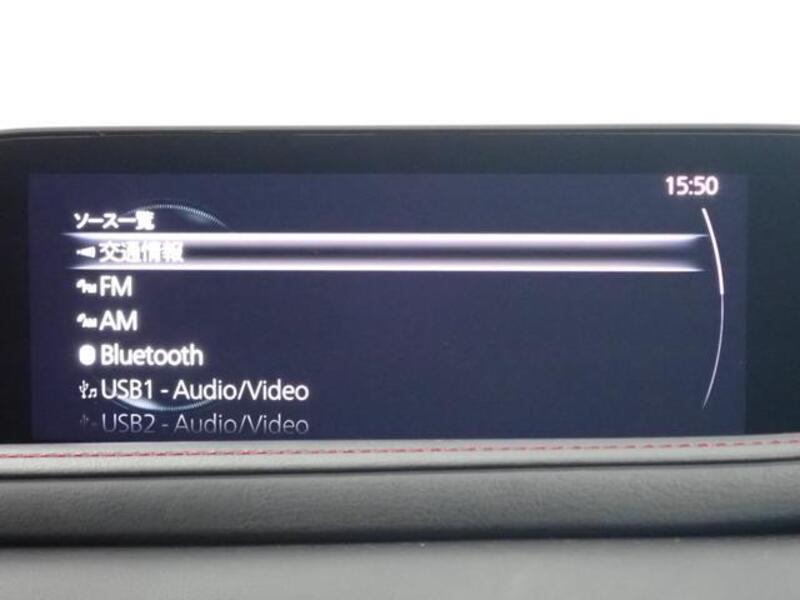 15:50
ソース一覧
交通情報
FM
AM
Bluetooth
USB1 - Audio/Video
USB2 - Audio/Video